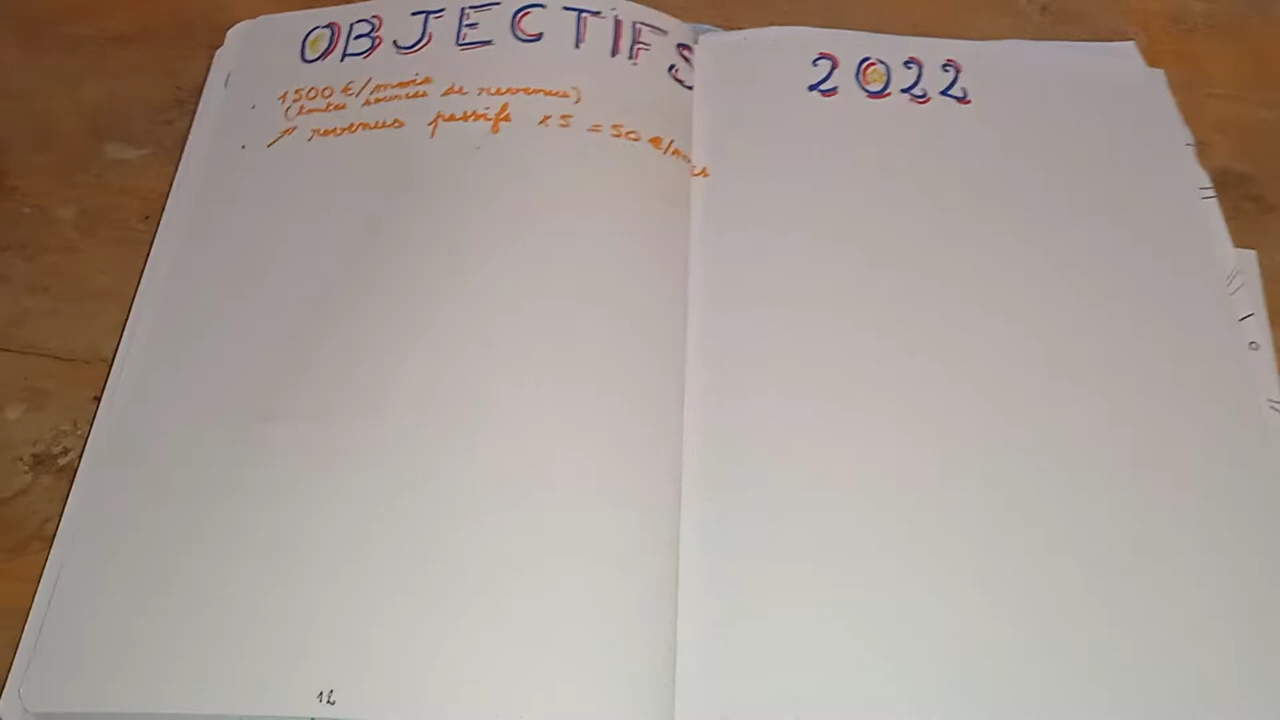 OBJECTIFS 2022
. 1500 €/mois
(toutes sources de revenus)
. ↗ revenus passifs x5 = 50 €/mois
12